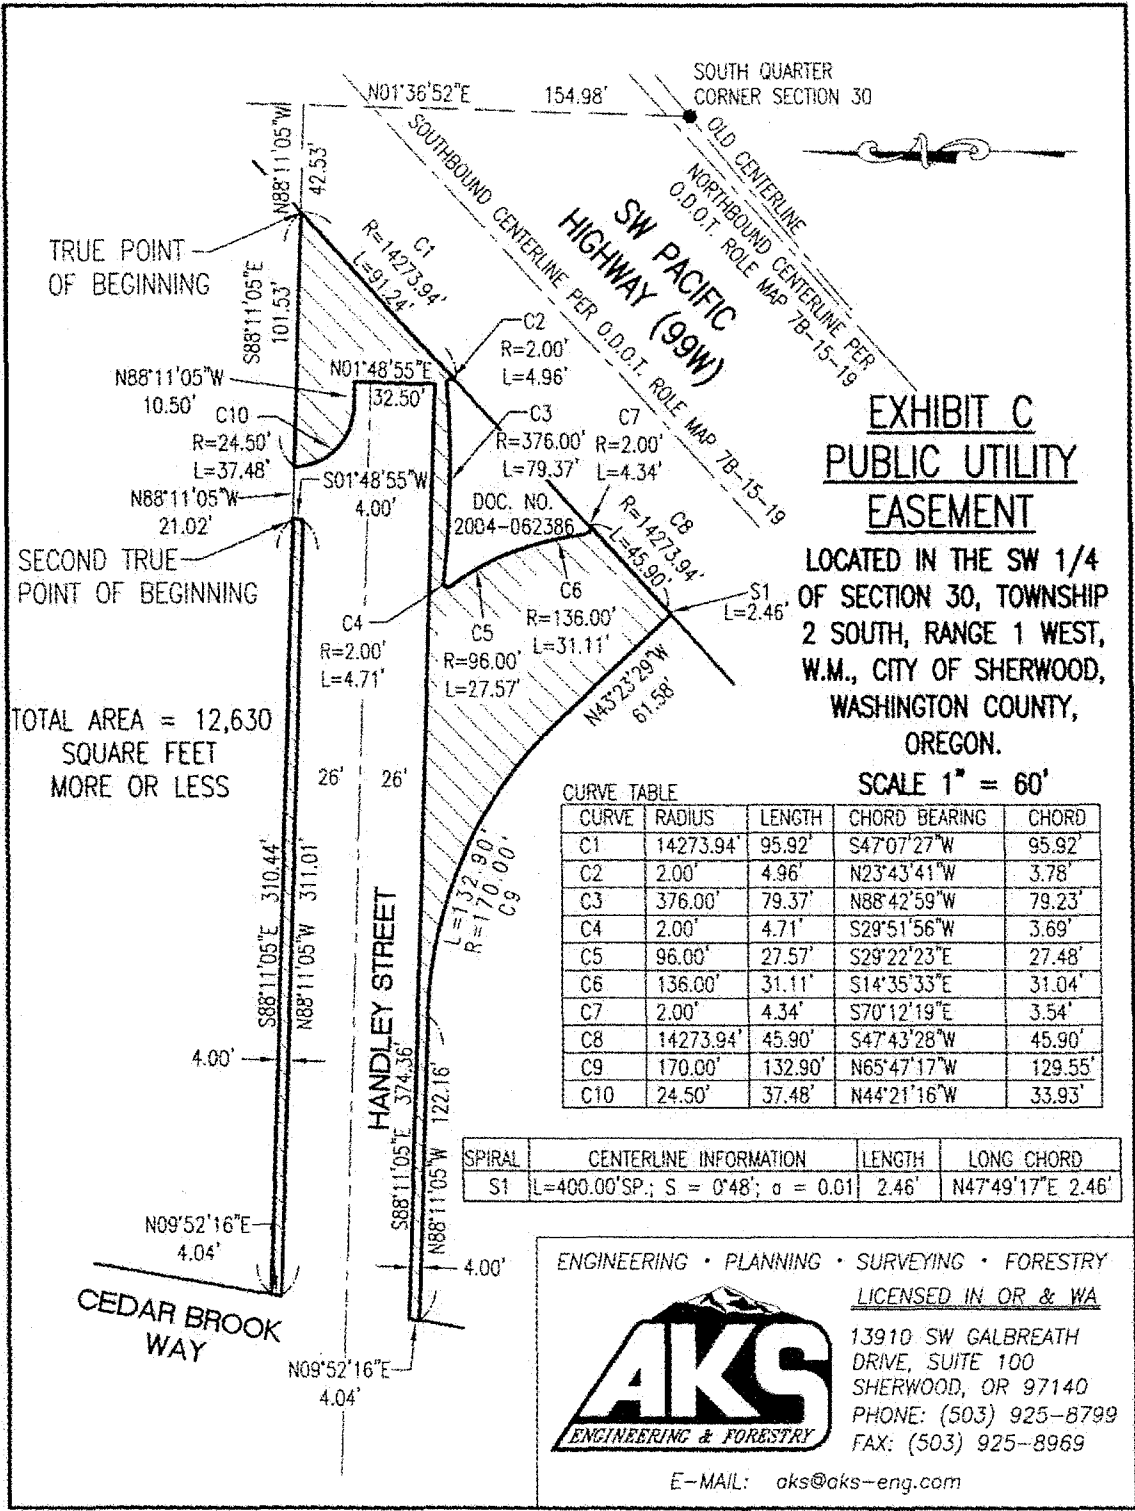 SOUTH QUARTER
CORNER SECTION 30
N01°36'52"E 154.98'
N88°11'05"W
42.53'
OLD CENTERLINE
NORTHBOUND CENTERLINE PER
O.D.O.T. ROLE MAP 7B-15-19
SOUTHBOUND CENTERLINE PER O.D.O.T. ROLE MAP 7B-15-19
SW PACIFIC
HIGHWAY (99W)
TRUE POINT
OF BEGINNING
S88°11'05"E
101.53'
C1
R=14273.94'
L=91.24'
C2
R=2.00'
L=4.96'
N01°48'55"E
32.50'
N88°11'05"W
10.50'
C10
R=24.50'
L=37.48'
C3
R=376.00'
L=79.37'
C7
R=2.00'
L=4.34'
N88°11'05"W
21.02'
S01°48'55"W
4.00'
DOC. NO.
2004-062386
C8
R=14273.94'
L=45.90'
S1
L=2.46'
SECOND TRUE
POINT OF BEGINNING
C4
R=2.00'
L=4.71'
C5
R=96.00'
L=27.57'
C6
R=136.00'
L=31.11'
N43°23'29"W
61.58'
EXHIBIT C
PUBLIC UTILITY
EASEMENT
LOCATED IN THE SW 1/4
OF SECTION 30, TOWNSHIP
2 SOUTH, RANGE 1 WEST,
W.M., CITY OF SHERWOOD,
WASHINGTON COUNTY,
OREGON.
SCALE 1" = 60'
TOTAL AREA = 12,630
SQUARE FEET
MORE OR LESS
26' 26'
S88°11'05"E 310.44'
N88°11'05"W 311.01'
L=132.90'
R=170.00'
C9
HANDLEY STREET
4.00'
S88°11'05"E 374.36'
N88°11'05"W 122.16'
4.00'
N09°52'16"E
4.04'
CEDAR BROOK
WAY
N09°52'16"E
4.04'
CURVE TABLE
CURVE RADIUS LENGTH CHORD BEARING CHORD
C1 14273.94' 95.92' S47°07'27"W 95.92'
C2 2.00' 4.96' N23°43'41"W 3.78'
C3 376.00' 79.37' N88°42'59"W 79.23'
C4 2.00' 4.71' S29°51'56"W 3.69'
C5 96.00' 27.57' S29°22'23"E 27.48'
C6 136.00' 31.11' S14°35'33"E 31.04'
C7 2.00' 4.34' S70°12'19"E 3.54'
C8 14273.94' 45.90' S47°43'28"W 45.90'
C9 170.00' 132.90' N65°47'17"W 129.55'
C10 24.50' 37.48' N44°21'16"W 33.93'
SPIRAL CENTERLINE INFORMATION LENGTH LONG CHORD
S1 L=400.00'SP.; S = 0°48'; a = 0.01 2.46' N47°49'17"E 2.46'
ENGINEERING · PLANNING · SURVEYING · FORESTRY
LICENSED IN OR & WA
AKS
ENGINEERING & FORESTRY
13910 SW GALBREATH
DRIVE, SUITE 100
SHERWOOD, OR 97140
PHONE: (503) 925-8799
FAX: (503) 925-8969
E-MAIL: aks@aks-eng.com